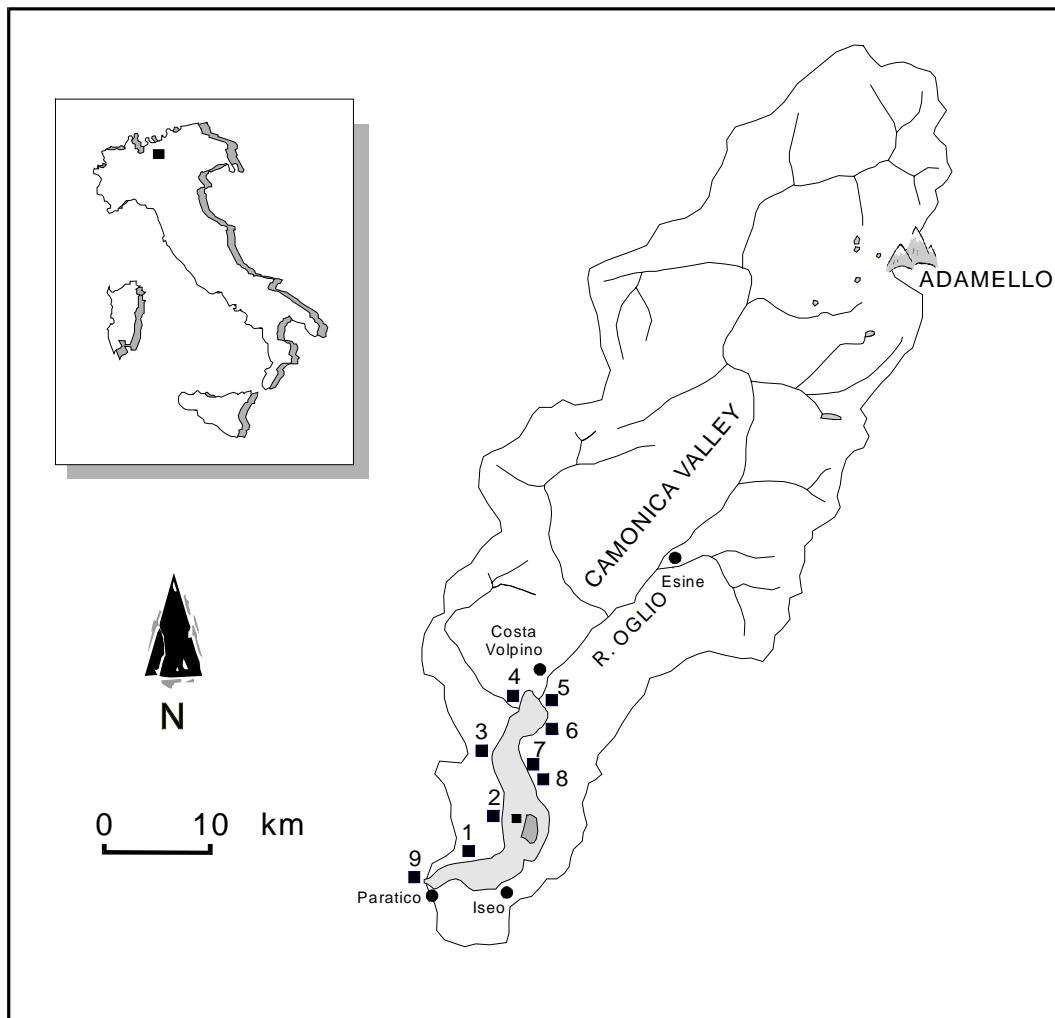 ADAMELLO
CAMONICA VALLEY
Esine
R. OGLIO
Costa
Volpino
4
5
6
3
7
8
2
1
9
Paratico
Iseo
N
0 10 km